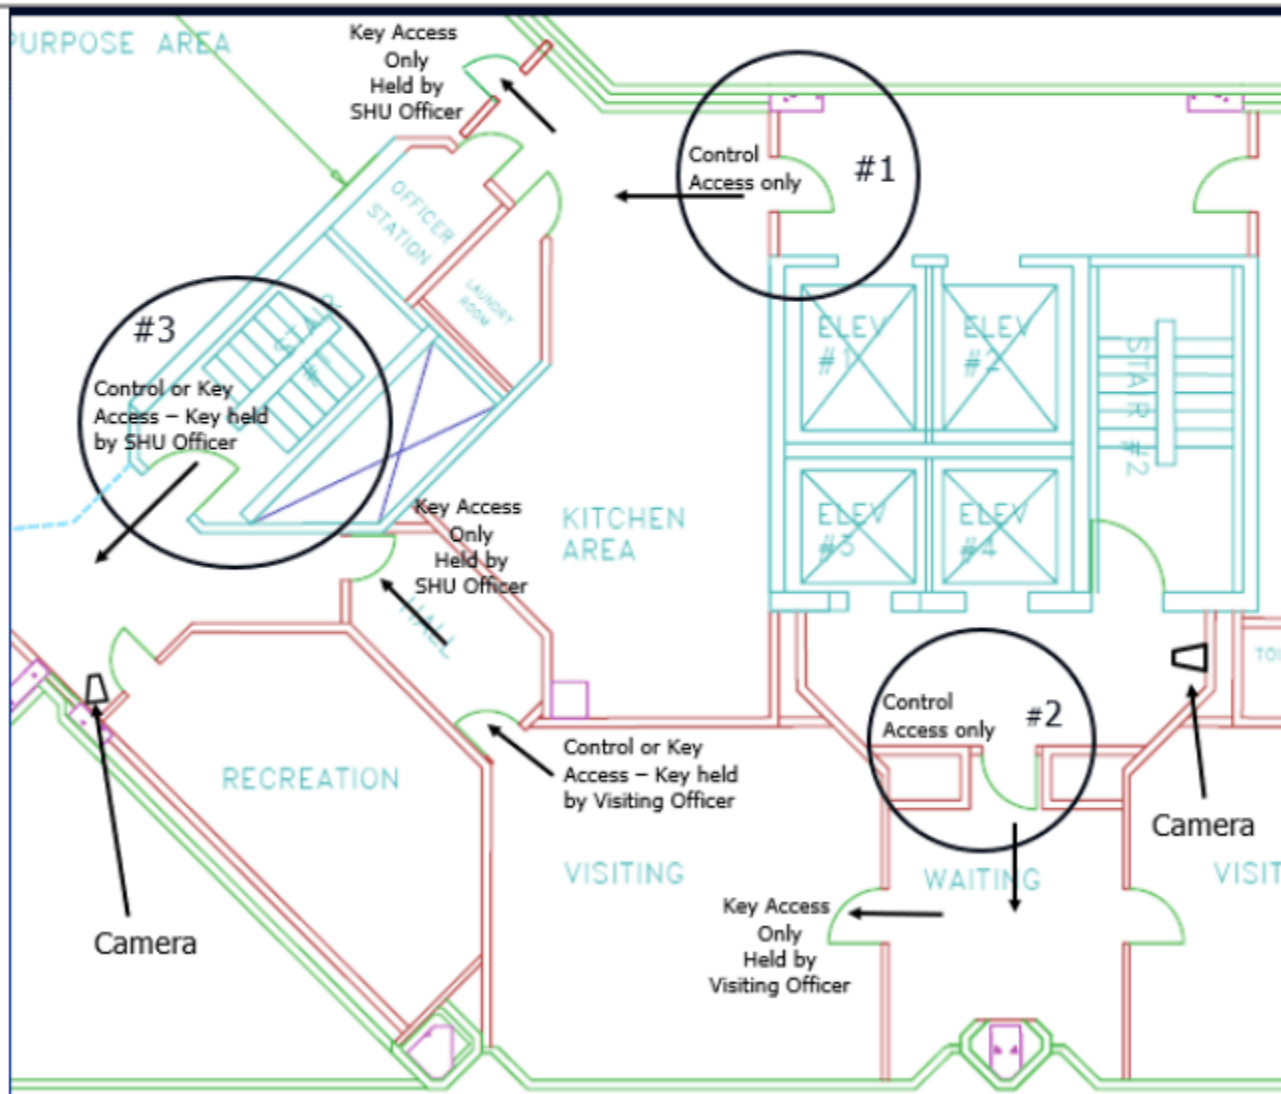 PURPOSE AREA
Key Access
Only
Held by
SHU Officer
Control
Access only
#1
OFFICER
STATION
LAUNDRY
ROOM
ELEV
#1
ELEV
#2
STAIR #2
#3
STAIR
#1
Control or Key
Access – Key held
by SHU Officer
Key Access
Only
Held by
SHU Officer
KITCHEN
AREA
ELEV
#3
ELEV
#4
HALL
Control
Access only
#2
RECREATION
Control or Key
Access – Key held
by Visiting Officer
Camera
VISITING
WAITING
VISIT
Key Access
Only
Held by
Visiting Officer
Camera